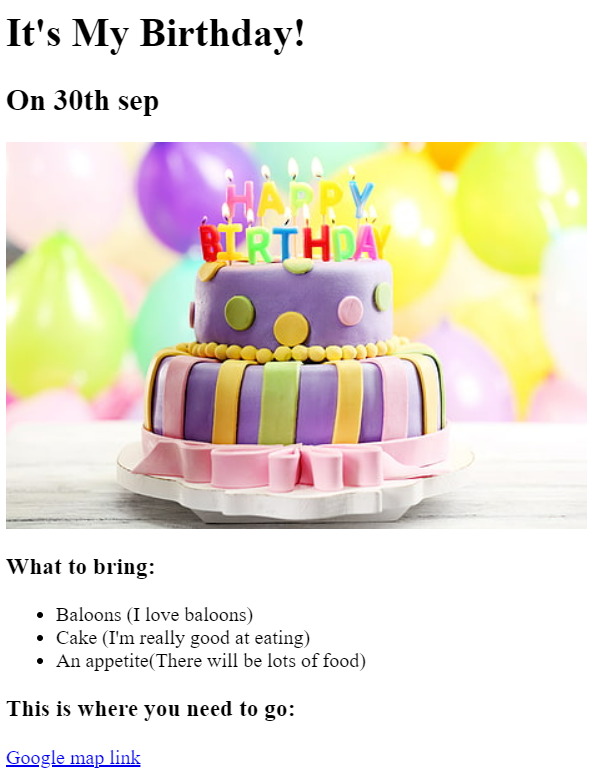 It's My Birthday!
On 30th sep
HAPPY
BIRTHDAY
What to bring:
Baloons (I love baloons)
Cake (I'm really good at eating)
An appetite(There will be lots of food)
This is where you need to go:
Google map link